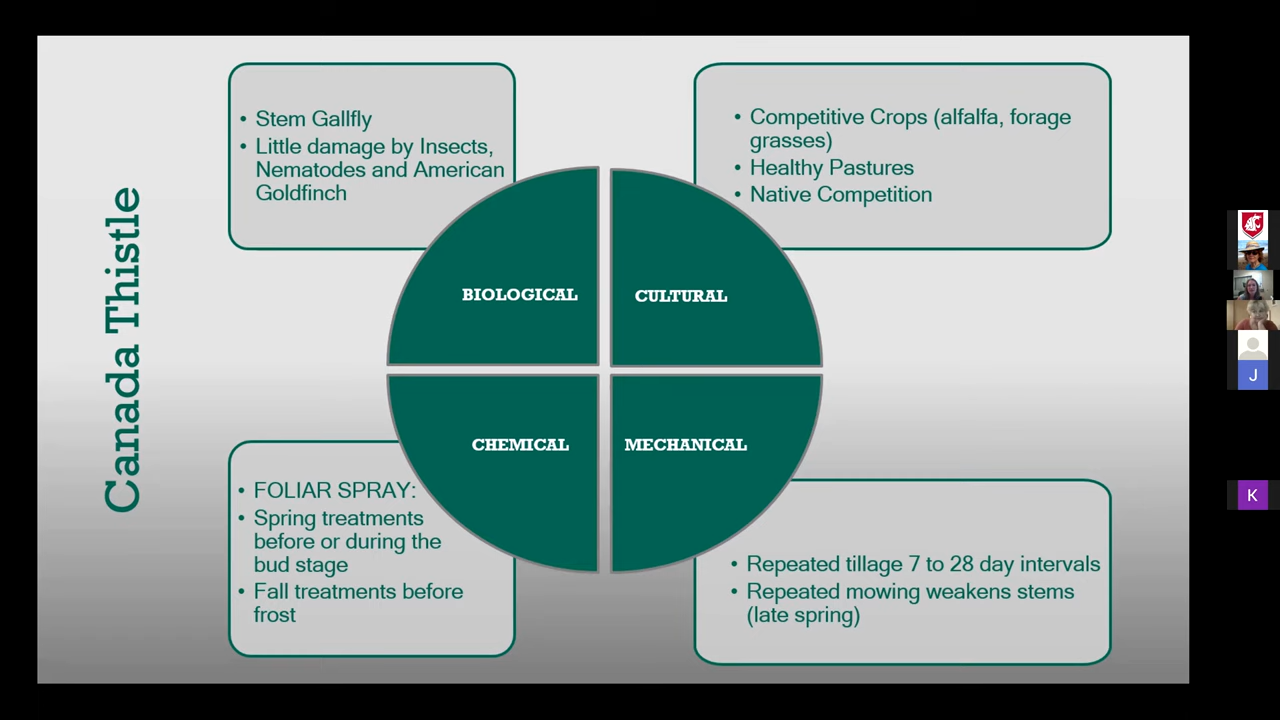 Canada Thistle
• Stem Gallfly
• Little damage by Insects,
Nematodes and American
Goldfinch
• Competitive Crops (alfalfa, forage
grasses)
• Healthy Pastures
• Native Competition
BIOLOGICAL
CULTURAL
CHEMICAL
MECHANICAL
• FOLIAR SPRAY:
• Spring treatments
before or during the
bud stage
• Fall treatments before
frost
• Repeated tillage 7 to 28 day intervals
• Repeated mowing weakens stems
(late spring)
J
K